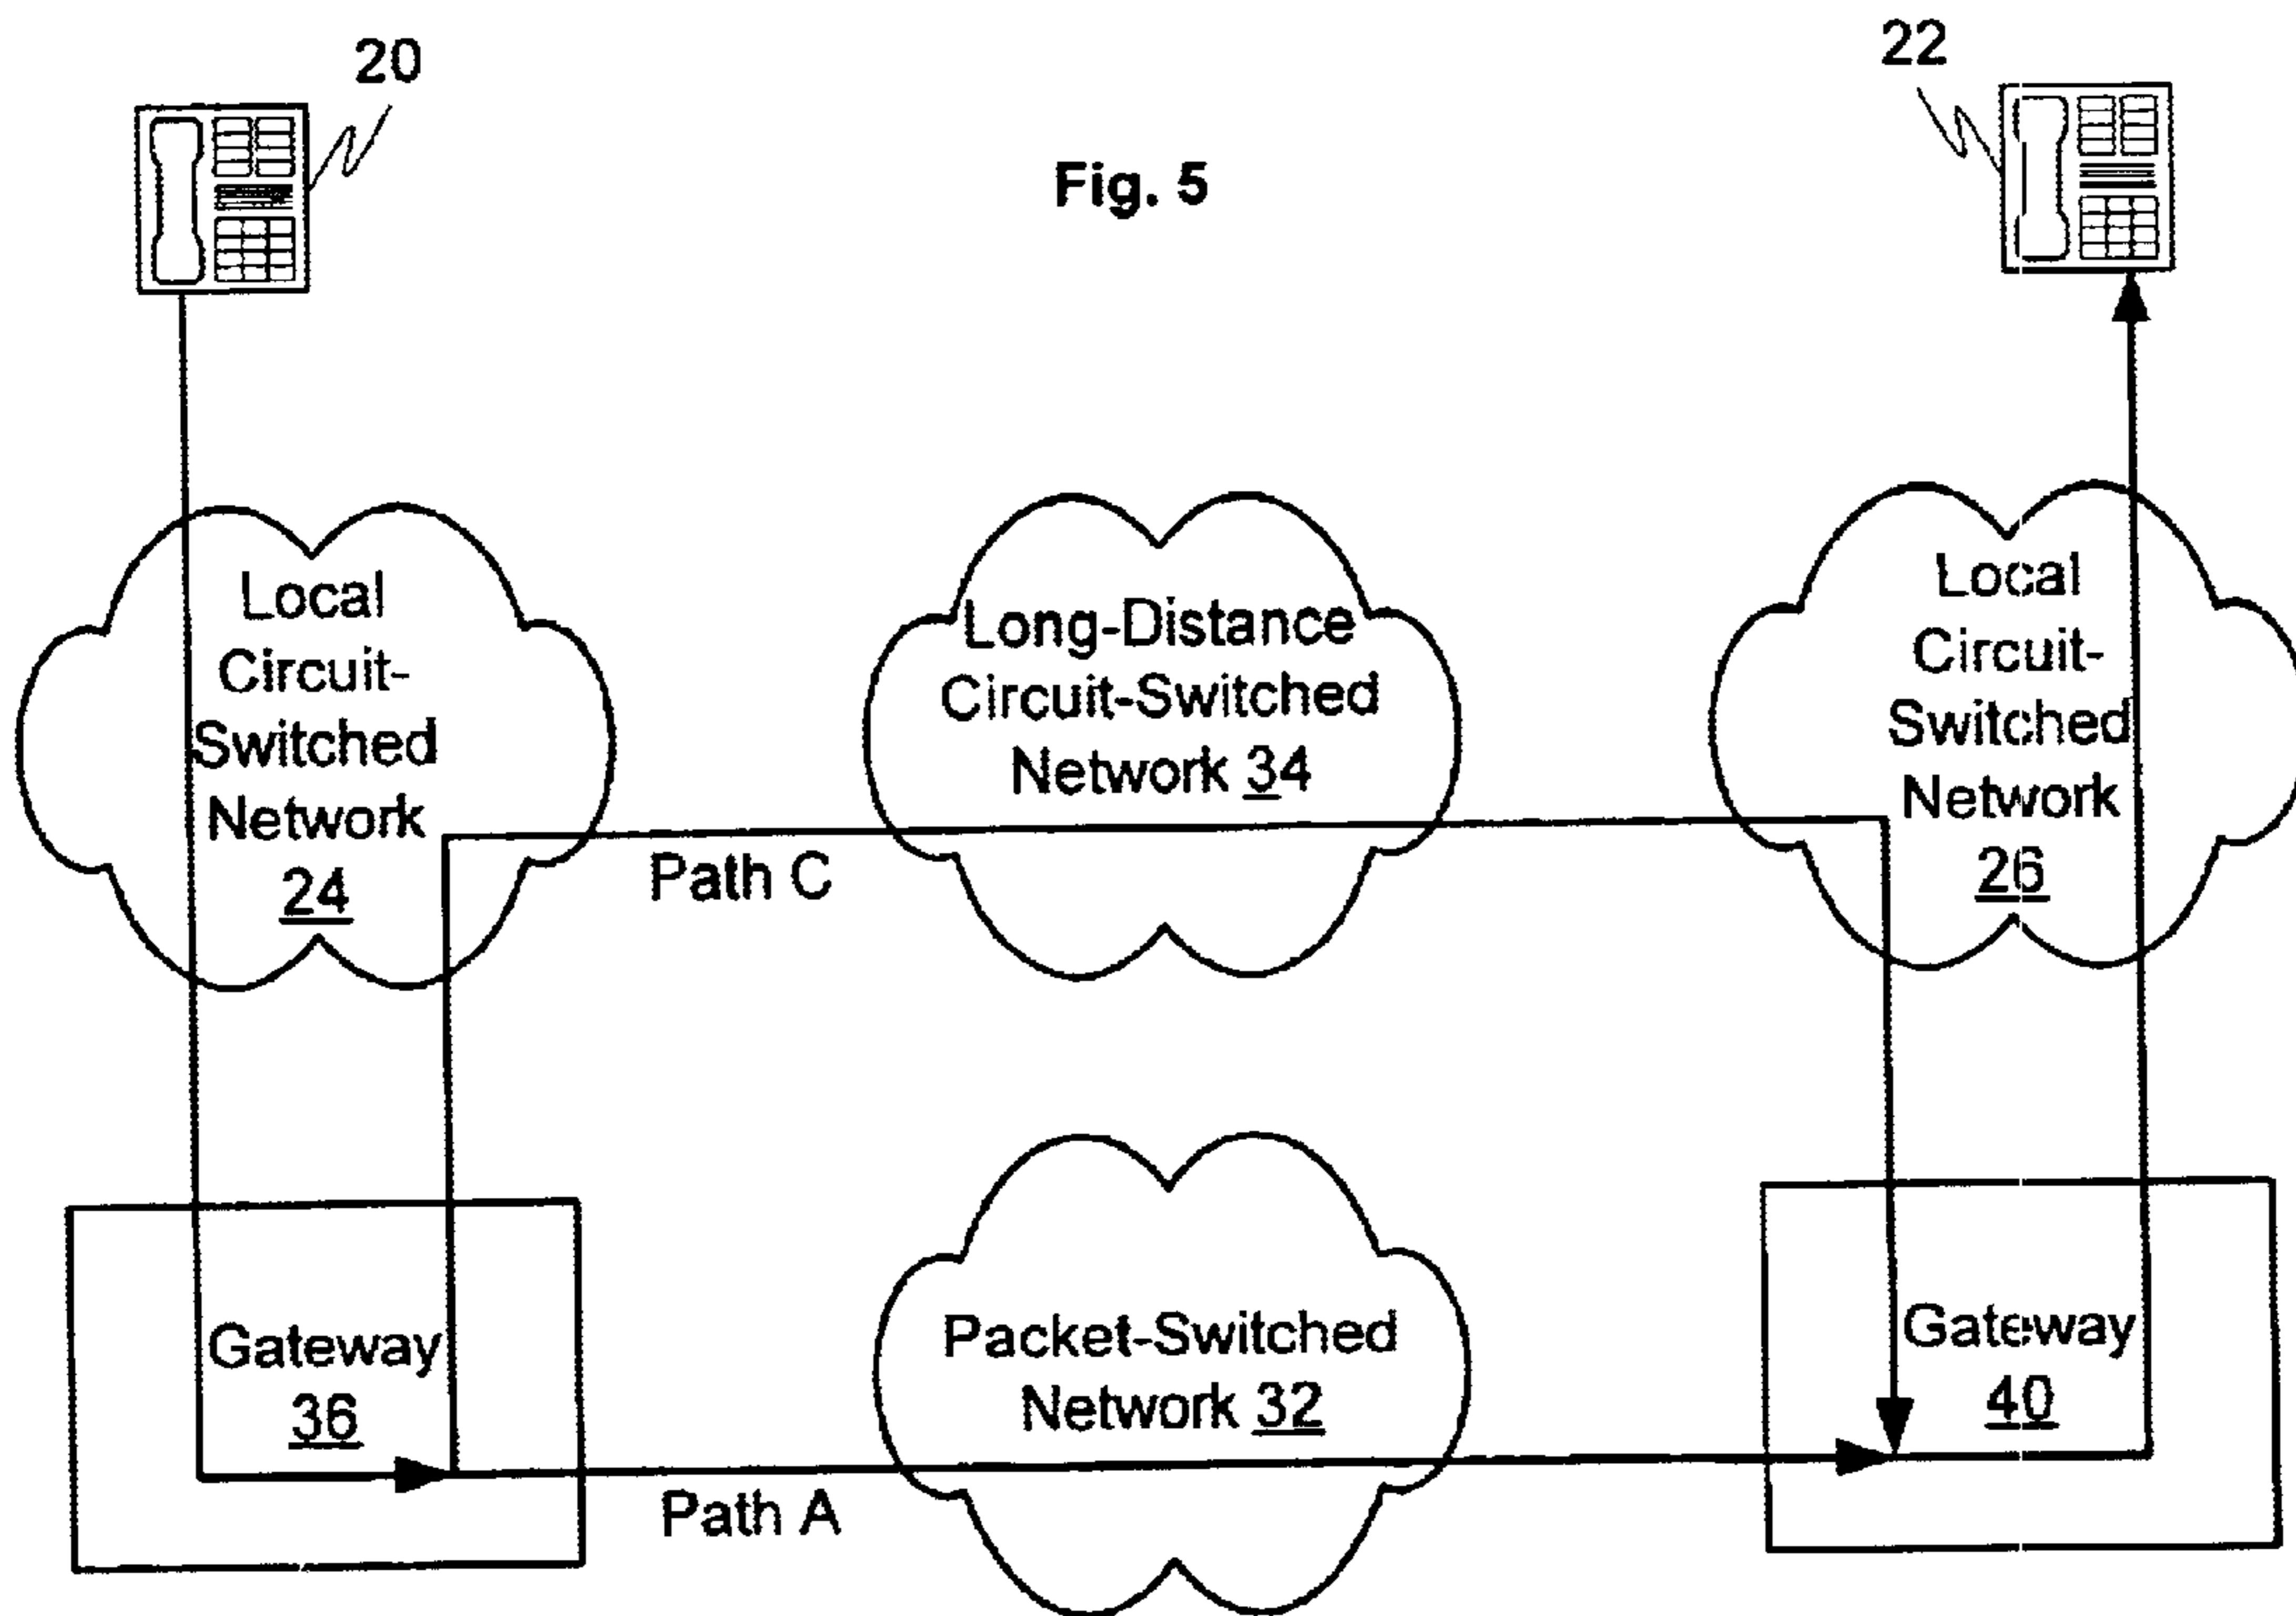 20
22
Fig. 5
Local
Circuit-
Switched
Network
24
Long-Distance
Circuit-Switched
Network 34
Local
Circuit-
Switched
Network
26
Path C
Gateway
36
Packet-Switched
Network 32
Gateway
40
Path A